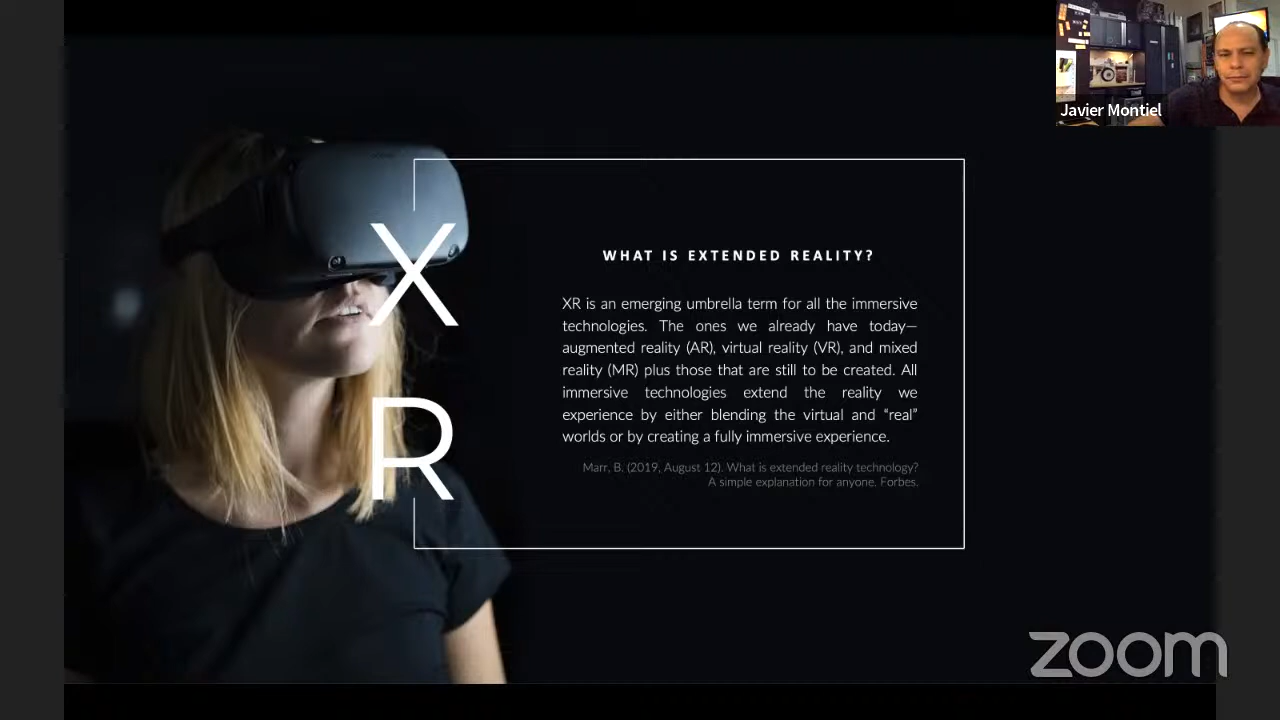 Javier Montiel
X
R
WHAT IS EXTENDED REALITY?
XR is an emerging umbrella term for all the immersive
technologies. The ones we already have today—
augmented reality (AR), virtual reality (VR), and mixed
reality (MR) plus those that are still to be created. All
immersive technologies extend the reality we
experience by either blending the virtual and “real”
worlds or by creating a fully immersive experience.
Marr, B. (2019, August 12). What is extended reality technology?
A simple explanation for anyone. Forbes.
zoom